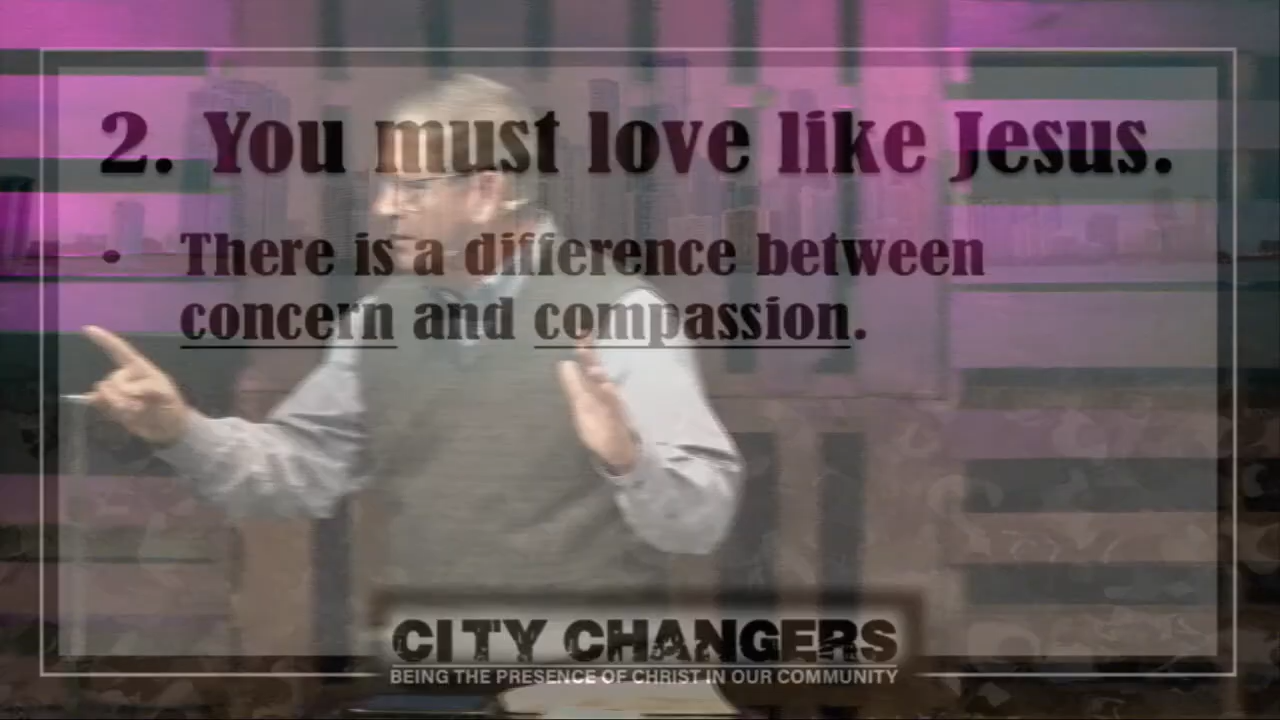 2. You must love like Jesus.
• There is a difference between
concern and compassion.
CITY CHANGERS
BEING THE PRESENCE OF CHRIST IN OUR COMMUNITY